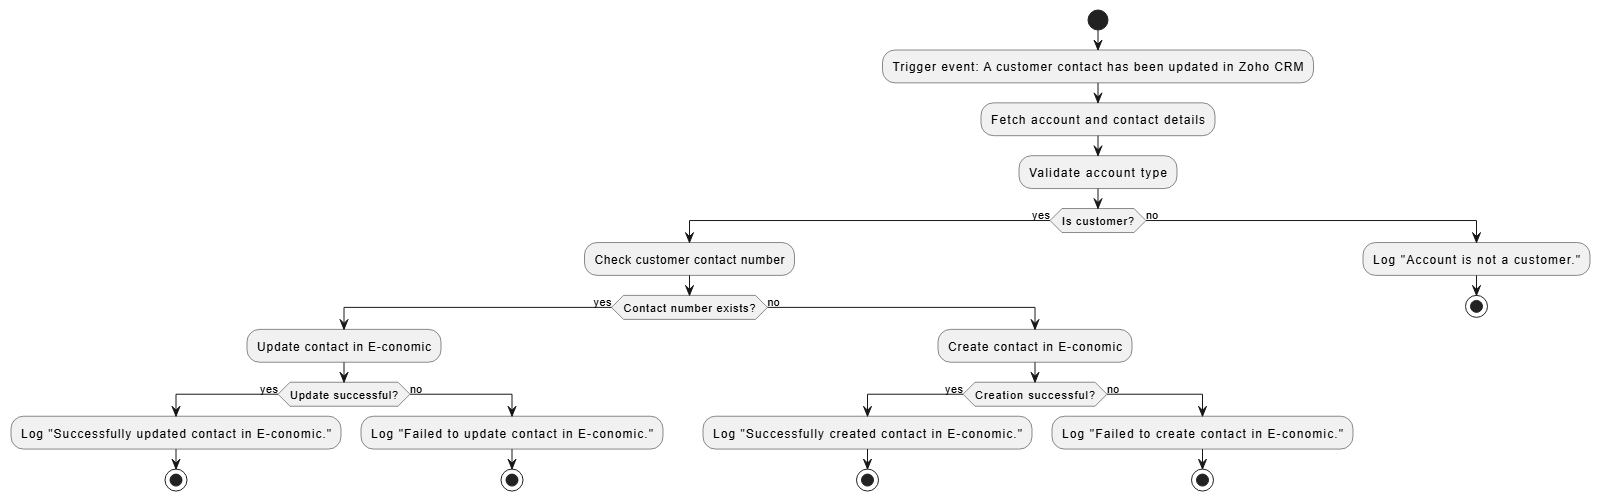 Trigger event: A customer contact has been updated in Zoho CRM
Fetch account and contact details
Validate account type
yes
Is customer?
no
Check customer contact number
Log "Account is not a customer."
yes
Contact number exists?
no
Update contact in E-conomic
Create contact in E-conomic
yes
Update successful?
no
yes
Creation successful?
no
Log "Successfully updated contact in E-conomic."
Log "Failed to update contact in E-conomic."
Log "Successfully created contact in E-conomic."
Log "Failed to create contact in E-conomic."